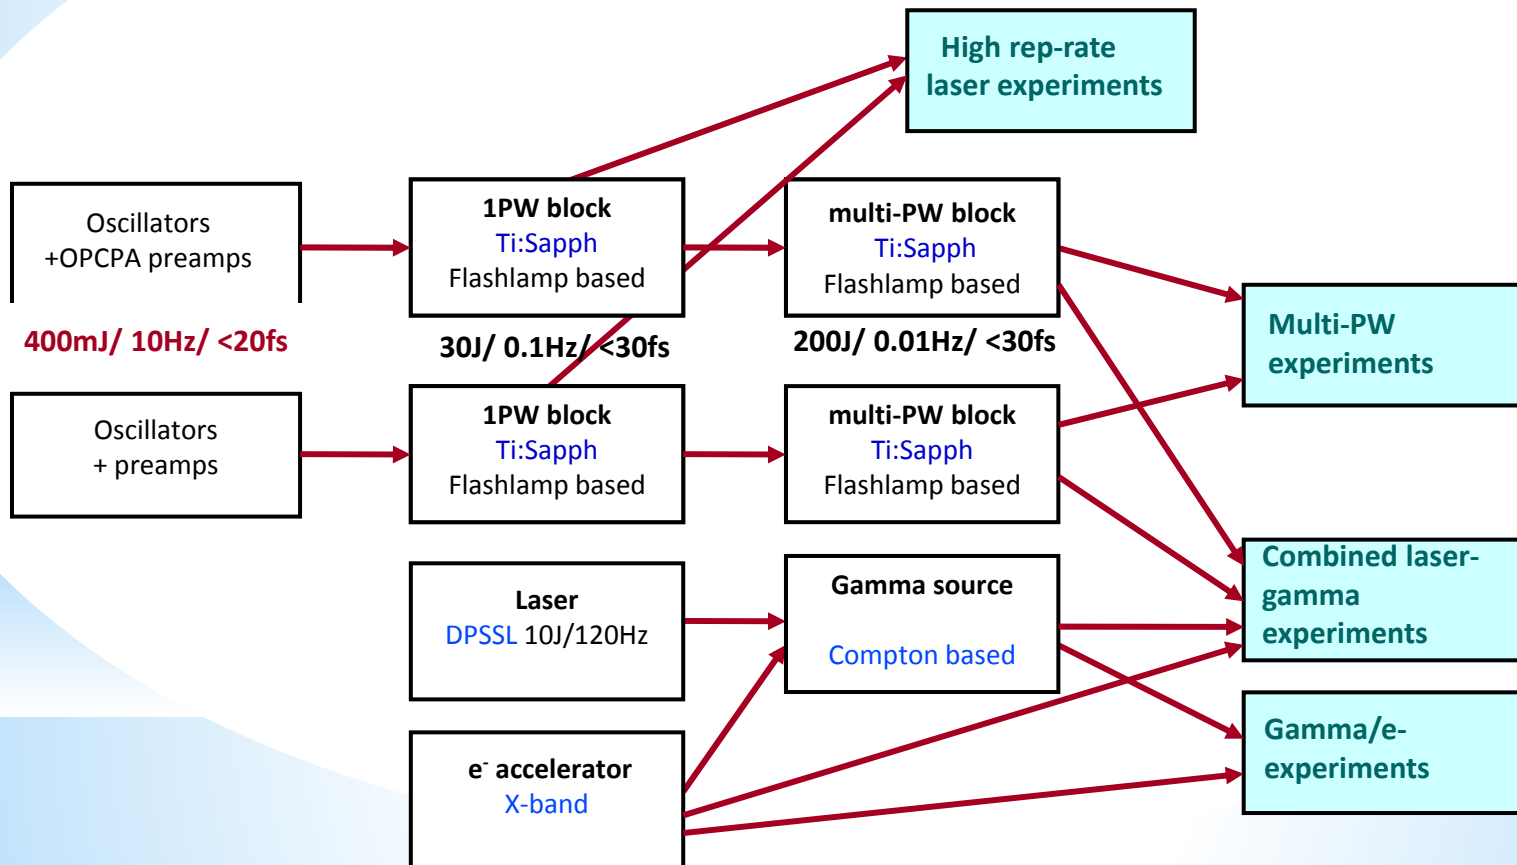 High rep-rate
laser experiments
Oscillators
+OPCPA preamps
1PW block
Ti:Sapph
Flashlamp based
multi-PW block
Ti:Sapph
Flashlamp based
400mJ/ 10Hz/ <20fs
30J/ 0.1Hz/ <30fs
200J/ 0.01Hz/ <30fs
Multi-PW
experiments
Oscillators
+ preamps
1PW block
Ti:Sapph
Flashlamp based
multi-PW block
Ti:Sapph
Flashlamp based
Laser
DPSSL 10J/120Hz
Gamma source
Compton based
Combined laser-
gamma
experiments
e⁻ accelerator
X-band
Gamma/e-
experiments